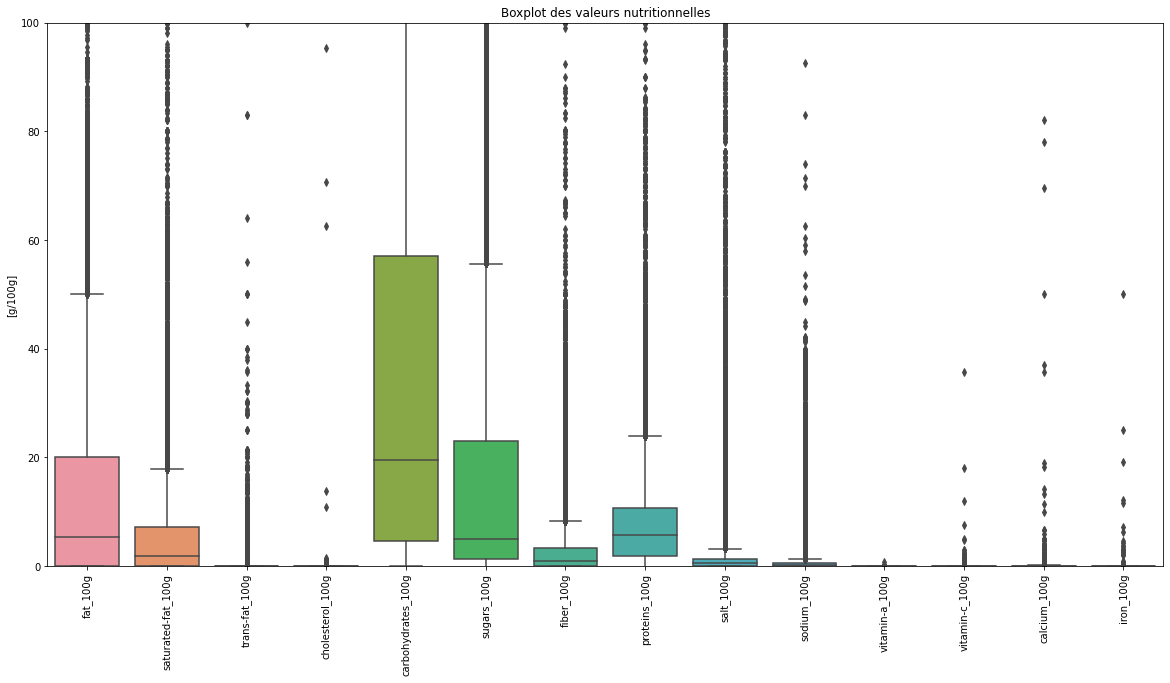 Boxplot des valeurs nutritionnelles
100
80
60
40
20
0
[g/100g]
fat_100g
saturated-fat_100g
trans-fat_100g
cholesterol_100g
carbohydrates_100g
sugars_100g
fiber_100g
proteins_100g
salt_100g
sodium_100g
vitamin-a_100g
vitamin-c_100g
calcium_100g
iron_100g